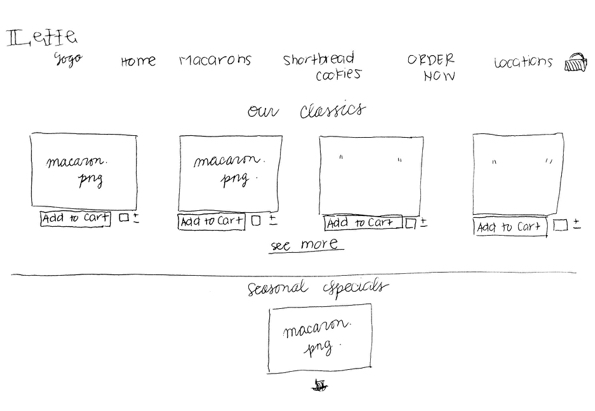 Lette
Home Macarons Shortbread cookies ORDER NOW Locations
our classics
macaron.png macaron.png " " " "
Add to Cart ± Add to Cart ± Add to Cart ± Add to Cart ±
see more
seasonal specials
macaron.png.